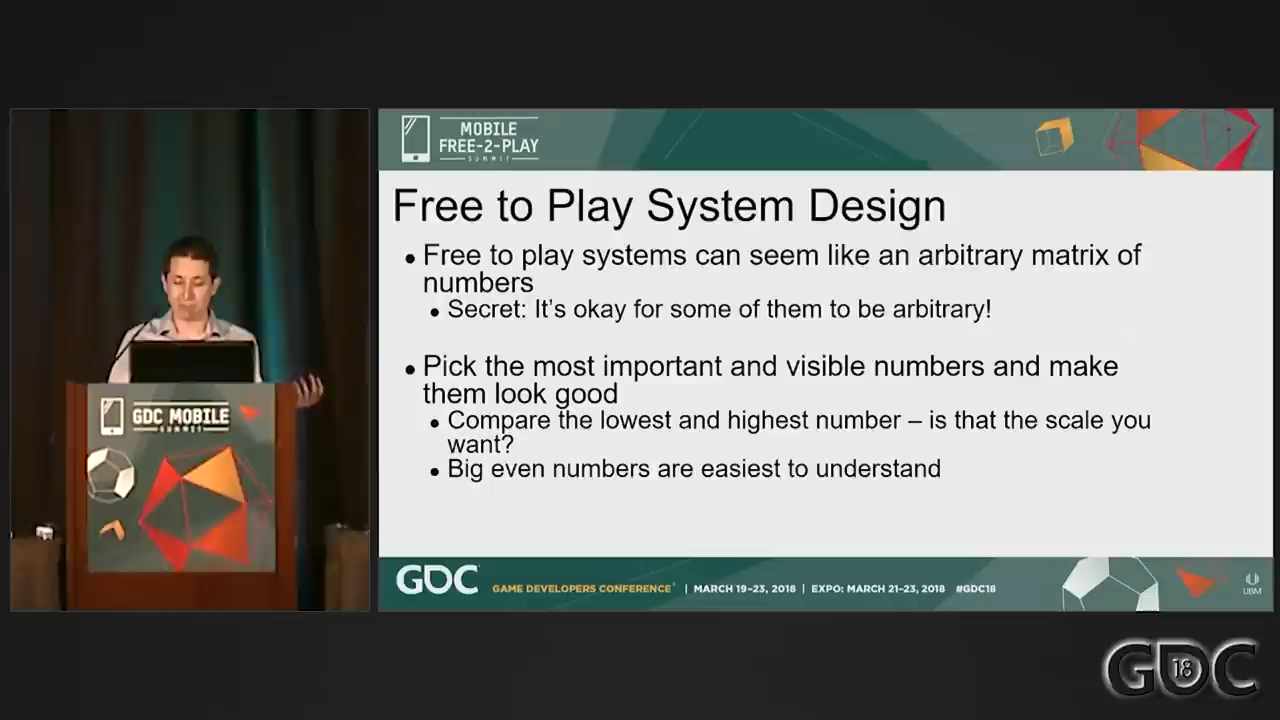 MOBILE
FREE-2-PLAY
SUMMIT
Free to Play System Design
• Free to play systems can seem like an arbitrary matrix of
numbers
• Secret: It's okay for some of them to be arbitrary!
• Pick the most important and visible numbers and make
them look good
• Compare the lowest and highest number – is that the scale you
want?
• Big even numbers are easiest to understand
GDC MOBILE
SUMMIT
GDC GAME DEVELOPERS CONFERENCE® | MARCH 19–23, 2018 | EXPO: MARCH 21–23, 2018 #GDC18
UBM
GDC
18